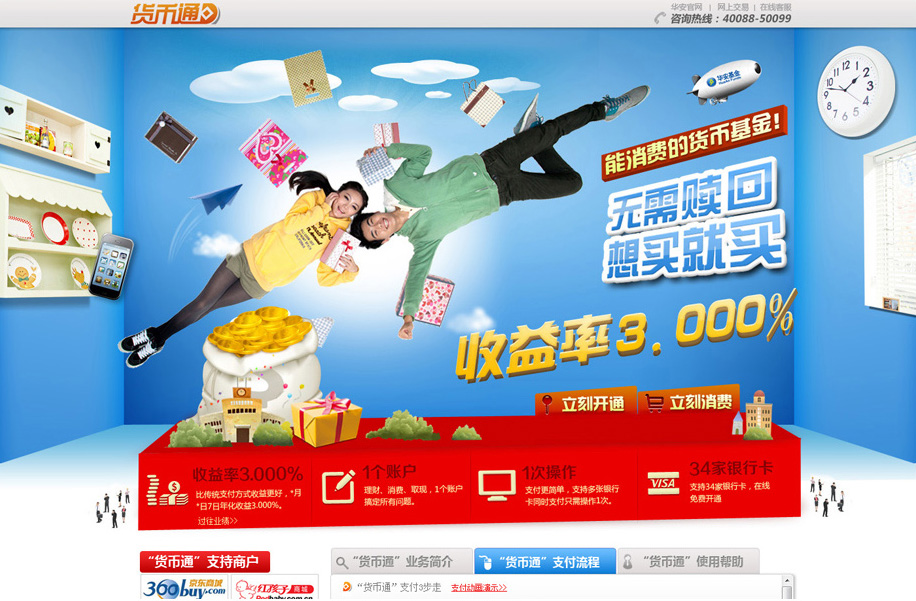 货币通
华安官网 | 网上交易 | 在线客服
咨询热线：40088-50099
华安基金
能消费的货币基金!
无需赎回
想买就买
收益率3.000%
立刻开通
立刻消费
收益率3.000%
比传统支付方式收益更好，*月
*日7日年化收益3.000%。
过往业绩>>
1个账户
理财、消费、取现，1个账户
搞定所有问题。
1次操作
支付更简单，支持多张银行
卡同时支付只需操作1次。
VISA
34家银行卡
支持34家银行卡，在线
免费开通
“货币通”支持商户
“货币通”业务简介
“货币通”支付流程
“货币通”使用帮助
360buy.com 京东商城
红孩子 商城
Redbaby.com.cn
“货币通”支付3步走
支付动画演示>>